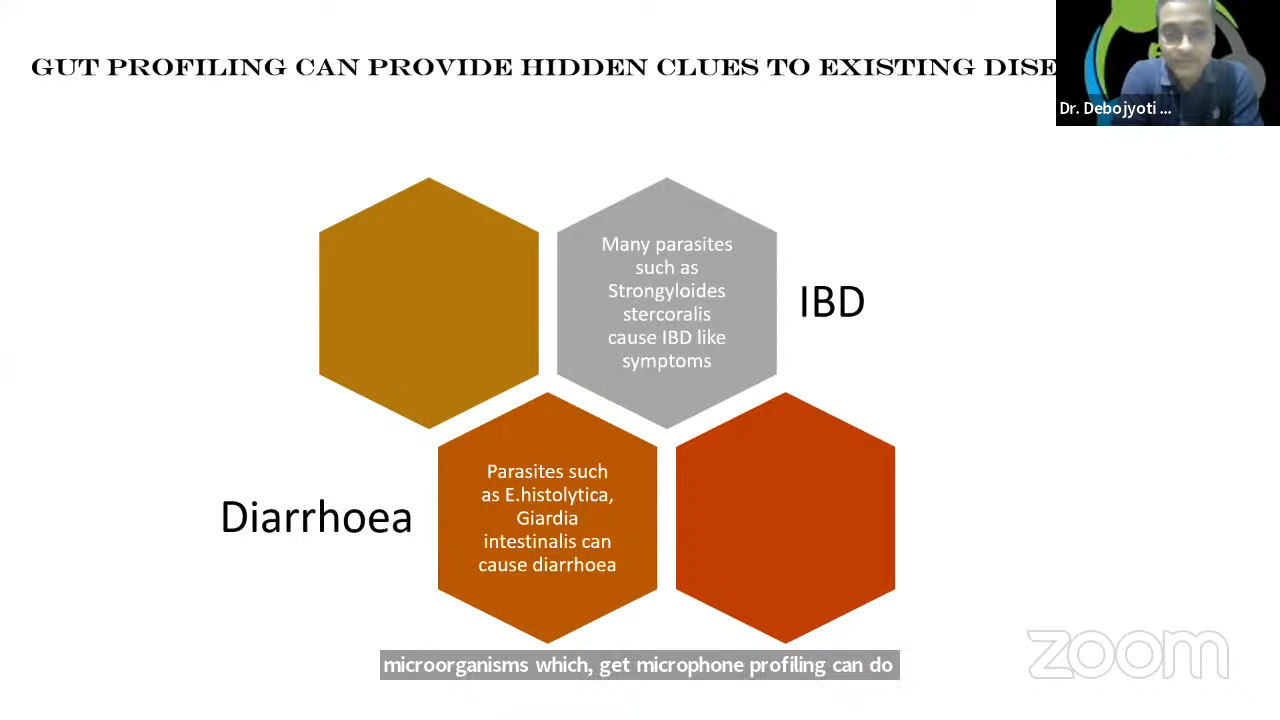 GUT PROFILING CAN PROVIDE HIDDEN CLUES TO EXISTING DISE
Dr. Debojyoti ...
Many parasites
such as
Strongyloides
stercoralis
cause IBD like
symptoms
IBD
Diarrhoea
Parasites such
as E.histolytica,
Giardia
intestinalis can
cause diarrhoea
microorganisms which, get microphone profiling can do
zoom